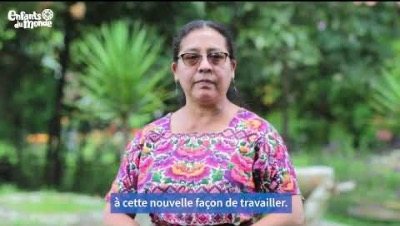 enfants
du monde
à cette nouvelle façon de travailler.